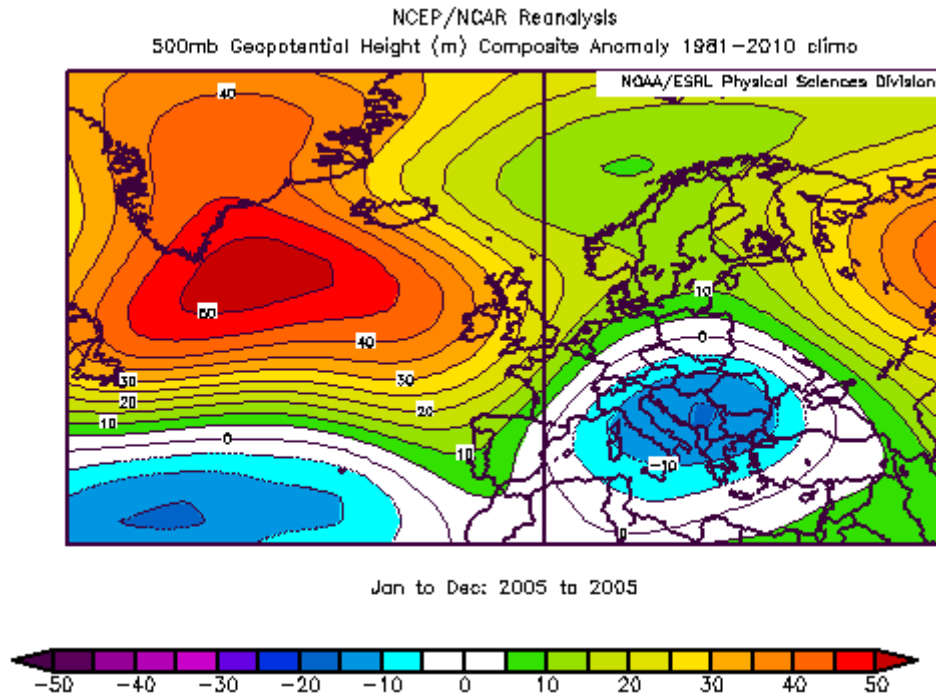 NCEP/NCAR Reanalysis
500mb Geopotential Height (m) Composite Anomaly 1981-2010 climo
NOAA/ESRL Physical Sciences Division
40
60
40
30
30
20
20
10
10
10
0
0
-10
0
Jan to Dec: 2005 to 2005
-50 -40 -30 -20 -10 0 10 20 30 40 50